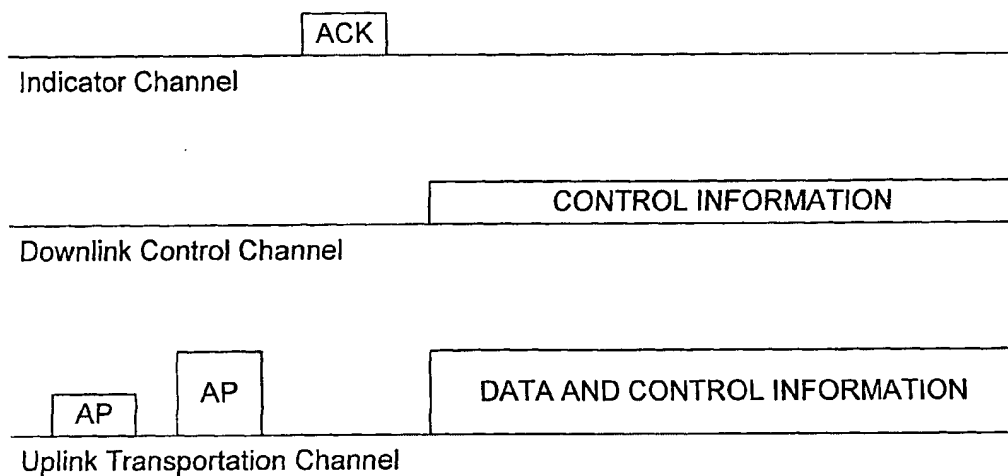 ACK
Indicator Channel
CONTROL INFORMATION
Downlink Control Channel
AP
AP
DATA AND CONTROL INFORMATION
Uplink Transportation Channel